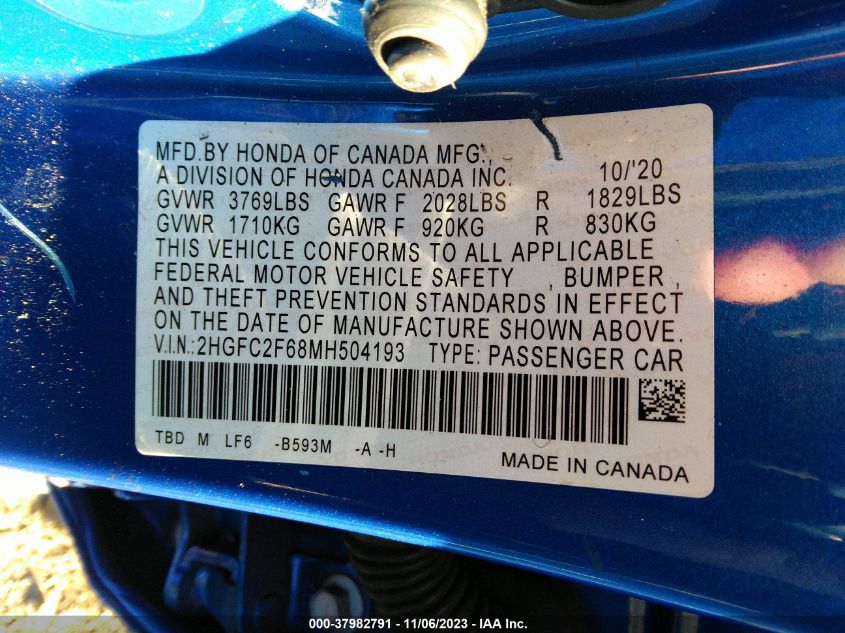 MFD.BY HONDA OF CANADA MFG.,
A DIVISION OF HONDA CANADA INC. 10/'20
GVWR 3769LBS GAWR F 2028LBS R 1829LBS
GVWR 1710KG GAWR F 920KG R 830KG
THIS VEHICLE CONFORMS TO ALL APPLICABLE
FEDERAL MOTOR VEHICLE SAFETY , BUMPER ,
AND THEFT PREVENTION STANDARDS IN EFFECT
ON THE DATE OF MANUFACTURE SHOWN ABOVE.
V.I.N.:2HGFC2F68MH504193 TYPE: PASSENGER CAR
TBD M LF6 -B593M -A -H
MADE IN CANADA
000-37982791 — 11/06/2023 — IAA Inc.